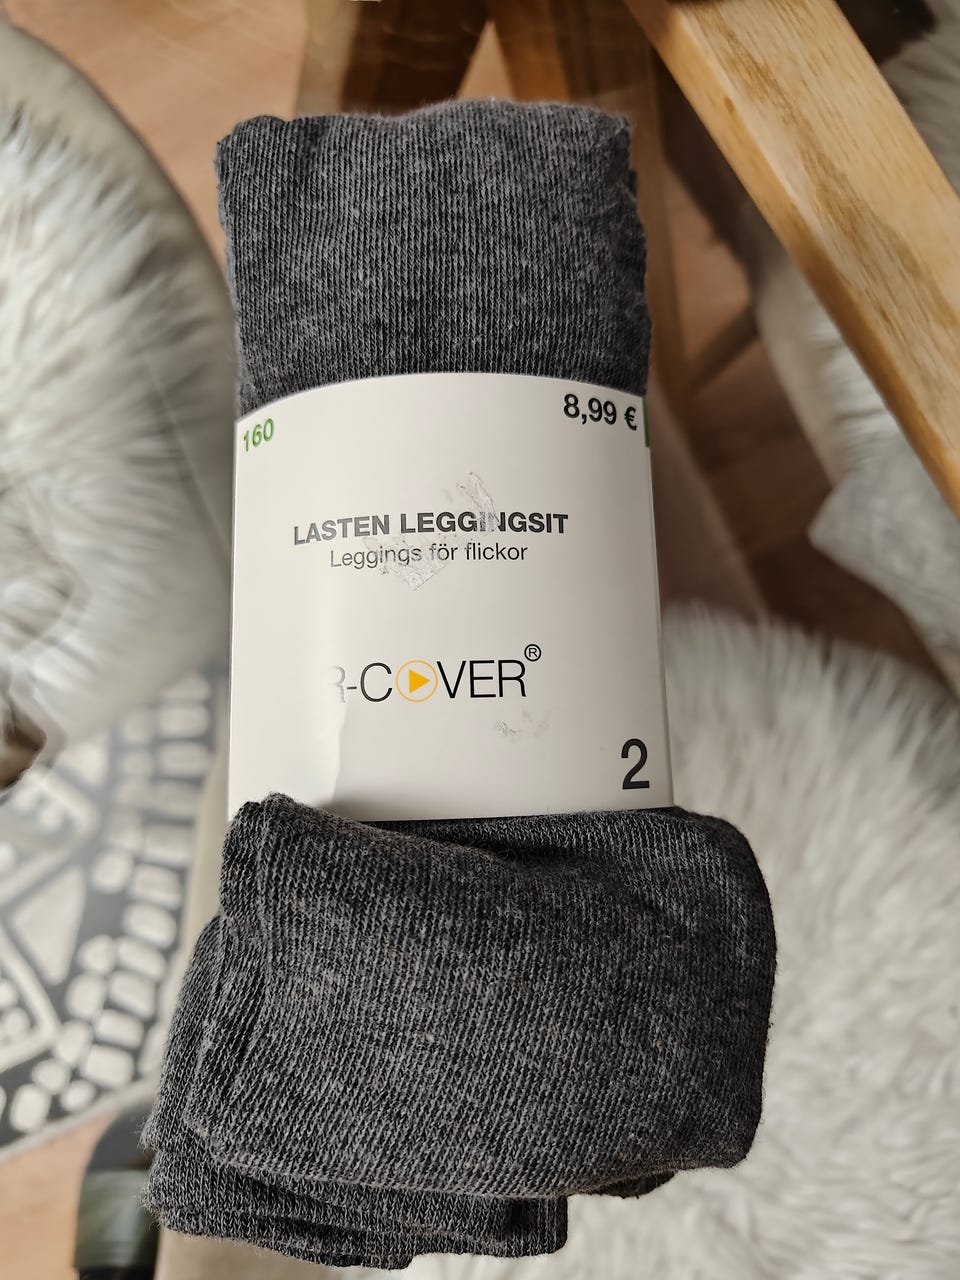 160
8,99 €
LASTEN LEGGINGSIT
Leggings för flickor
R-COVER®
2